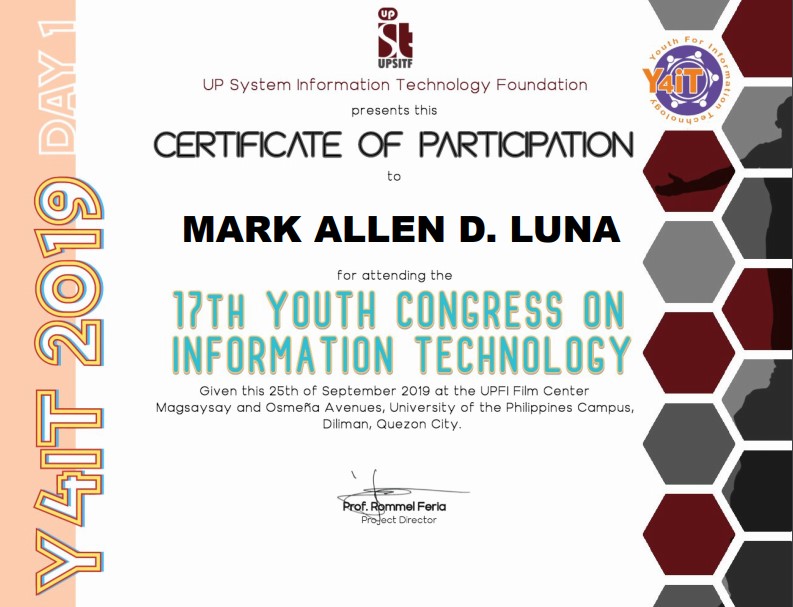 UP
St
UPSITF
UP System Information Technology Foundation
presents this
CERTIFICATE OF PARTICIPATION
to
MARK ALLEN D. LUNA
for attending the
17TH YOUTH CONGRESS ON
INFORMATION TECHNOLOGY
Given this 25th of September 2019 at the UPFI Film Center
Magsaysay and Osmeña Avenues, University of the Philippines Campus,
Diliman, Quezon City.
Prof. Rommel Feria
Project Director
Y4IT 2019 DAY 1
Youth For Information Technology
Y4iT